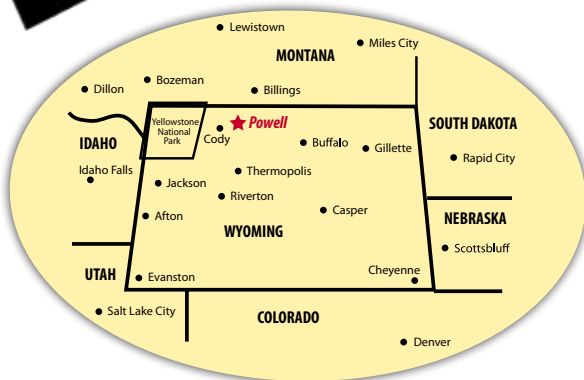 Lewistown
MONTANA
Miles City
Bozeman
Dillon
Billings
Yellowstone
National
Park
Powell
Cody
SOUTH DAKOTA
IDAHO
Buffalo
Gillette
Rapid City
Idaho Falls
Thermopolis
Jackson
Riverton
Afton
Casper
NEBRASKA
WYOMING
Scottsbluff
UTAH
Evanston
Cheyenne
Salt Lake City
COLORADO
Denver